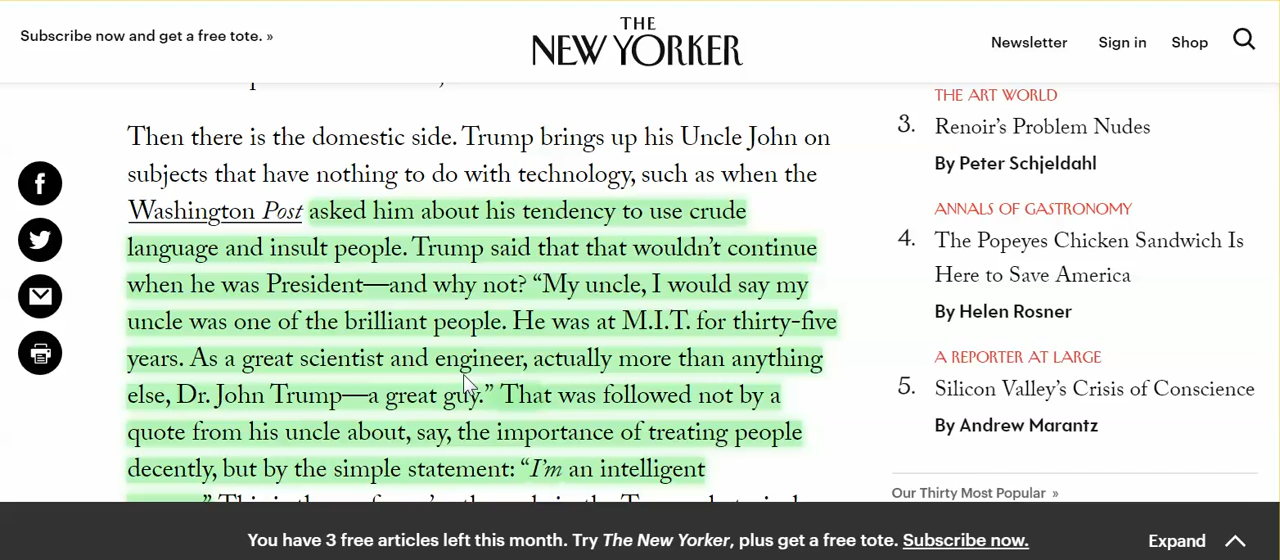 Subscribe now and get a free tote. »
THE
NEW YORKER
Newsletter
Sign in
Shop
Then there is the domestic side. Trump brings up his Uncle John on
subjects that have nothing to do with technology, such as when the
Washington Post asked him about his tendency to use crude
language and insult people. Trump said that that wouldn't continue
when he was President—and why not? “My uncle, I would say my
uncle was one of the brilliant people. He was at M.I.T. for thirty-five
years. As a great scientist and engineer, actually more than anything
else, Dr. John Trump—a great guy.” That was followed not by a
quote from his uncle about, say, the importance of treating people
decently, but by the simple statement: “I'm an intelligent
THE ART WORLD
3. Renoir's Problem Nudes
By Peter Schjeldahl
ANNALS OF GASTRONOMY
4. The Popeyes Chicken Sandwich Is
Here to Save America
By Helen Rosner
A REPORTER AT LARGE
5. Silicon Valley's Crisis of Conscience
By Andrew Marantz
Our Thirty Most Popular »
You have 3 free articles left this month. Try The New Yorker, plus get a free tote. Subscribe now.
Expand